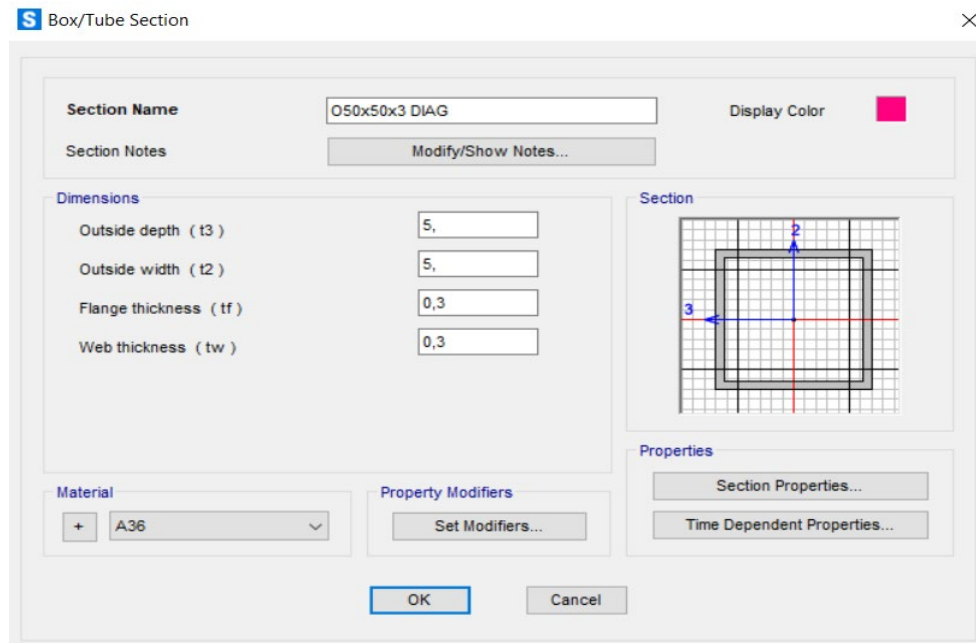 S Box/Tube Section
Section Name O50x50x3 DIAG Display Color
Section Notes Modify/Show Notes...
Dimensions
Outside depth ( t3 ) 5,
Outside width ( t2 ) 5,
Flange thickness ( tf ) 0,3
Web thickness ( tw ) 0,3
Section
2
3
Properties
Section Properties...
Time Dependent Properties...
Material
+ A36
Property Modifiers
Set Modifiers...
OK Cancel